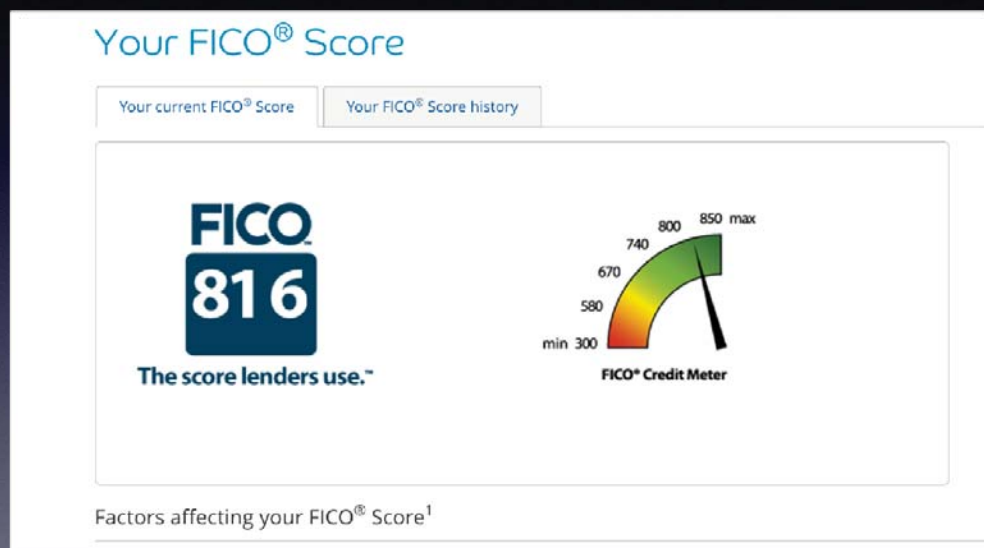 Your FICO® Score
Your current FICO® Score
Your FICO® Score history
FICO™
816
The score lenders use.™
850 max
800
740
670
580
min 300
FICO® Credit Meter
Factors affecting your FICO® Score¹